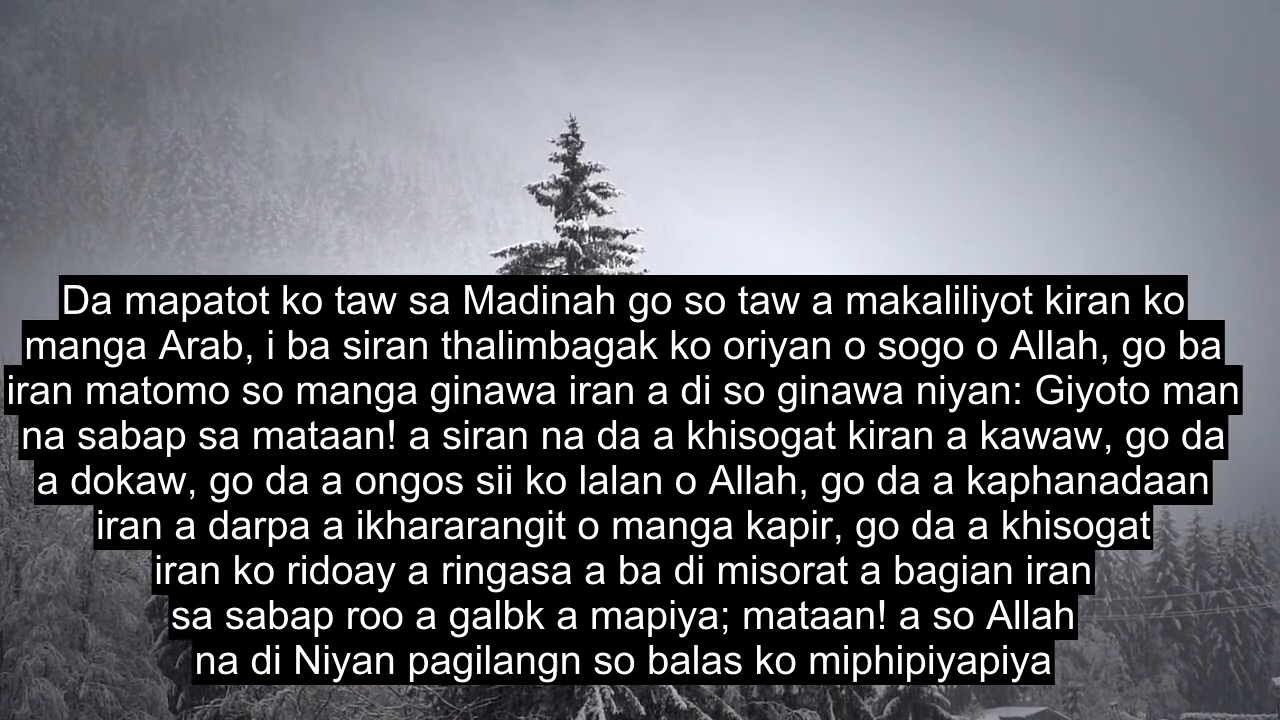 Da mapatot ko taw sa Madinah go so taw a makaliliyot kiran ko
manga Arab, i ba siran thalimbagak ko oriyan o sogo o Allah, go ba
iran matomo so manga ginawa iran a di so ginawa niyan: Giyoto man
na sabap sa mataan! a siran na da a khisogat kiran a kawaw, go da
a dokaw, go da a ongos sii ko lalan o Allah, go da a kaphanadaan
iran a darpa a ikhararangit o manga kapir, go da a khisogat
iran ko ridoay a ringasa a ba di misorat a bagian iran
sa sabap roo a galbk a mapiya; mataan! a so Allah
na di Niyan pagilangn so balas ko miphipiyapiya